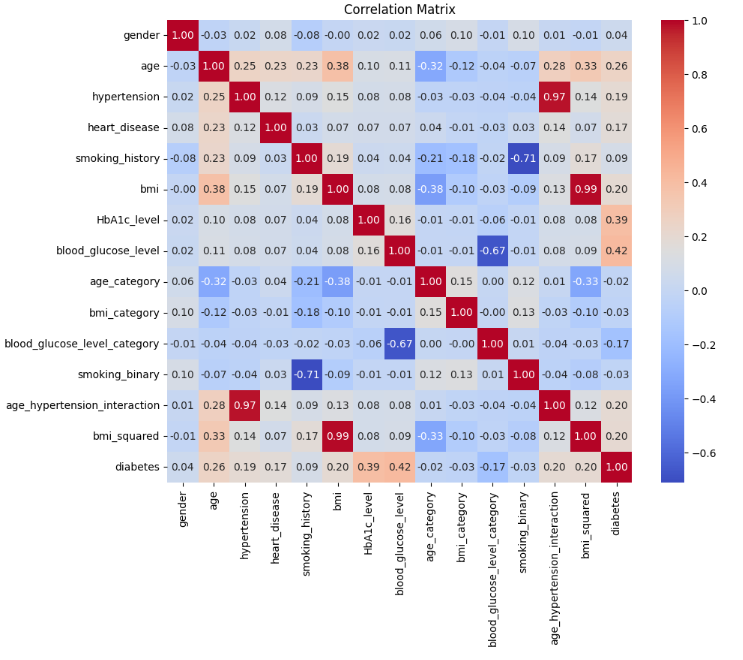 Correlation Matrix
gender 1.00 -0.03 0.02 0.08 -0.08 -0.00 0.02 0.02 0.06 0.10 -0.01 0.10 0.01 -0.01 0.04
age -0.03 1.00 0.25 0.23 0.23 0.38 0.10 0.11 -0.32 -0.12 -0.04 -0.07 0.28 0.33 0.26
hypertension 0.02 0.25 1.00 0.12 0.09 0.15 0.08 0.08 -0.03 -0.03 -0.04 -0.04 0.97 0.14 0.19
heart_disease 0.08 0.23 0.12 1.00 0.03 0.07 0.07 0.07 0.04 -0.01 -0.03 0.03 0.14 0.07 0.17
smoking_history -0.08 0.23 0.09 0.03 1.00 0.19 0.04 0.04 -0.21 -0.18 -0.02 -0.71 0.09 0.17 0.09
bmi -0.00 0.38 0.15 0.07 0.19 1.00 0.08 0.08 -0.38 -0.10 -0.03 -0.09 0.13 0.99 0.20
HbA1c_level 0.02 0.10 0.08 0.07 0.04 0.08 1.00 0.16 -0.01 -0.01 -0.06 -0.01 0.08 0.08 0.39
blood_glucose_level 0.02 0.11 0.08 0.07 0.04 0.08 0.16 1.00 -0.01 -0.01 -0.67 -0.01 0.08 0.09 0.42
age_category 0.06 -0.32 -0.03 0.04 -0.21 -0.38 -0.01 -0.01 1.00 0.15 0.00 0.12 0.01 -0.33 -0.02
bmi_category 0.10 -0.12 -0.03 -0.01 -0.18 -0.10 -0.01 -0.01 0.15 1.00 -0.00 0.13 -0.03 -0.10 -0.03
blood_glucose_level_category -0.01 -0.04 -0.04 -0.03 -0.02 -0.03 -0.06 -0.67 0.00 -0.00 1.00 0.01 -0.04 -0.03 -0.17
smoking_binary 0.10 -0.07 -0.04 0.03 -0.71 -0.09 -0.01 -0.01 0.12 0.13 0.01 1.00 -0.04 -0.08 -0.03
age_hypertension_interaction 0.01 0.28 0.97 0.14 0.09 0.13 0.08 0.08 0.01 -0.03 -0.04 -0.04 1.00 0.12 0.20
bmi_squared -0.01 0.33 0.14 0.07 0.17 0.99 0.08 0.09 -0.33 -0.10 -0.03 -0.08 0.12 1.00 0.20
diabetes 0.04 0.26 0.19 0.17 0.09 0.20 0.39 0.42 -0.02 -0.03 -0.17 -0.03 0.20 0.20 1.00
gender
age
hypertension
heart_disease
smoking_history
bmi
HbA1c_level
blood_glucose_level
age_category
bmi_category
blood_glucose_level_category
smoking_binary
age_hypertension_interaction
bmi_squared
diabetes
1.0
0.8
0.6
0.4
0.2
0.0
−0.2
−0.4
−0.6